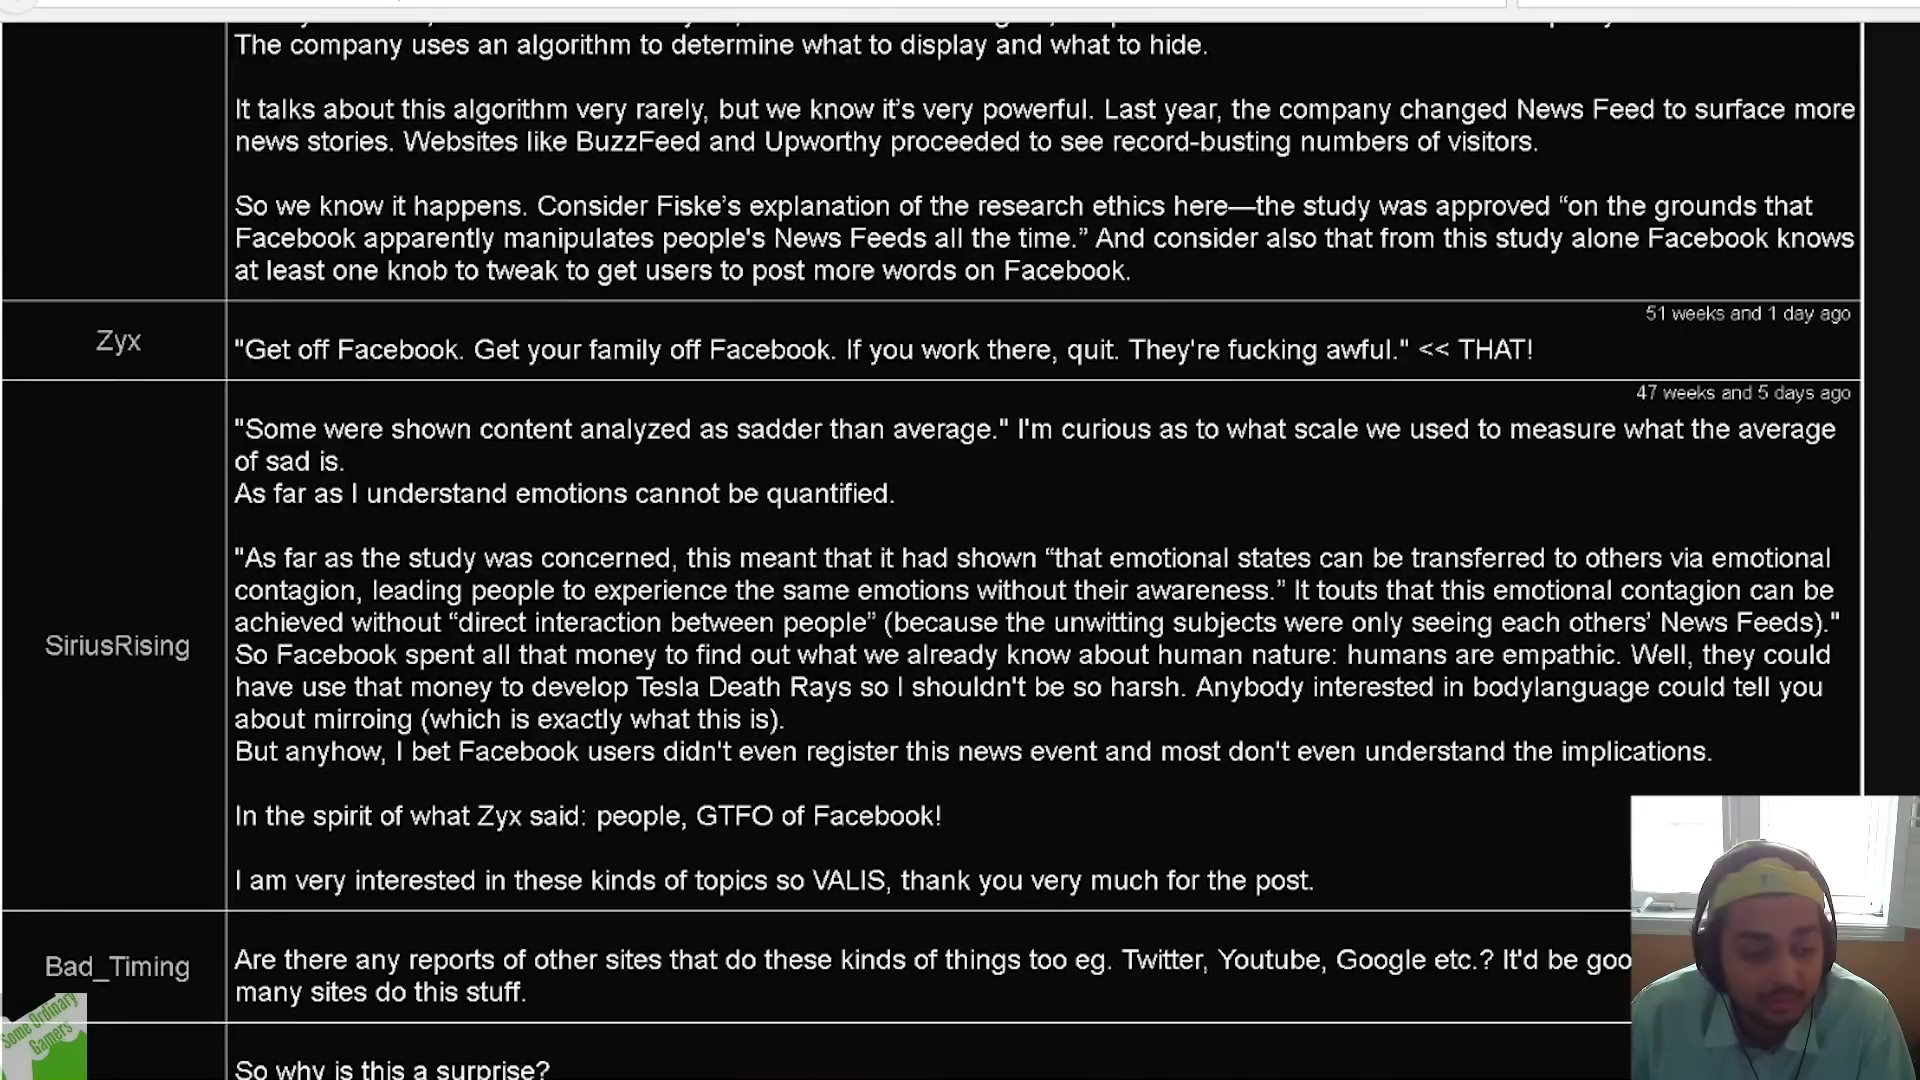 The company uses an algorithm to determine what to display and what to hide.
It talks about this algorithm very rarely, but we know it’s very powerful. Last year, the company changed News Feed to surface more
news stories. Websites like BuzzFeed and Upworthy proceeded to see record-busting numbers of visitors.
So we know it happens. Consider Fiske’s explanation of the research ethics here—the study was approved “on the grounds that
Facebook apparently manipulates people's News Feeds all the time.” And consider also that from this study alone Facebook knows
at least one knob to tweak to get users to post more words on Facebook.
51 weeks and 1 day ago
Zyx
"Get off Facebook. Get your family off Facebook. If you work there, quit. They're fucking awful." << THAT!
47 weeks and 5 days ago
"Some were shown content analyzed as sadder than average." I'm curious as to what scale we used to measure what the average
of sad is.
As far as I understand emotions cannot be quantified.
"As far as the study was concerned, this meant that it had shown “that emotional states can be transferred to others via emotional
contagion, leading people to experience the same emotions without their awareness.” It touts that this emotional contagion can be
achieved without “direct interaction between people” (because the unwitting subjects were only seeing each others’ News Feeds)."
SiriusRising
So Facebook spent all that money to find out what we already know about human nature: humans are empathic. Well, they could
have use that money to develop Tesla Death Rays so I shouldn't be so harsh. Anybody interested in bodylanguage could tell you
about mirroing (which is exactly what this is).
But anyhow, I bet Facebook users didn't even register this news event and most don't even understand the implications.
In the spirit of what Zyx said: people, GTFO of Facebook!
I am very interested in these kinds of topics so VALIS, thank you very much for the post.
Bad_Timing
Are there any reports of other sites that do these kinds of things too eg. Twitter, Youtube, Google etc.? It'd be goo
many sites do this stuff.
Some Ordinary
Gamers
So why is this a surprise?